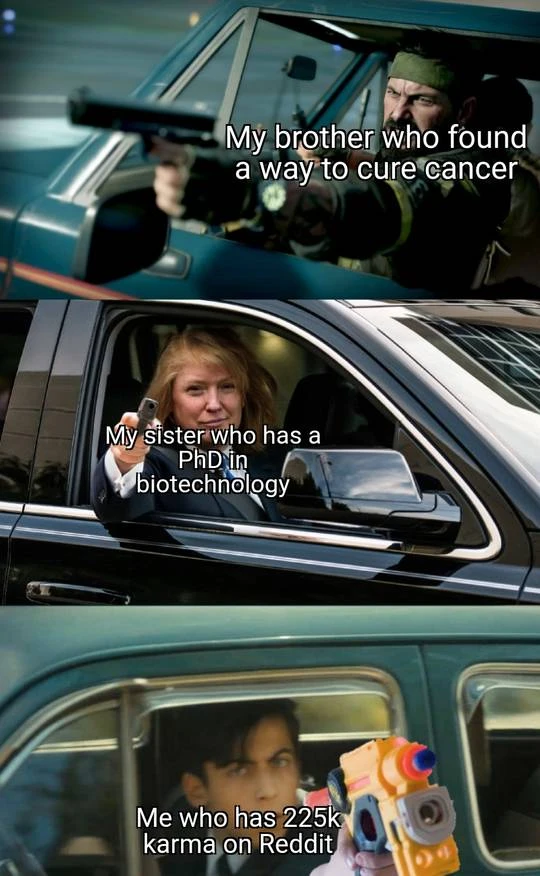 My brother who found
a way to cure cancer
My sister who has a
PhD in
biotechnology
Me who has 225k
karma on Reddit